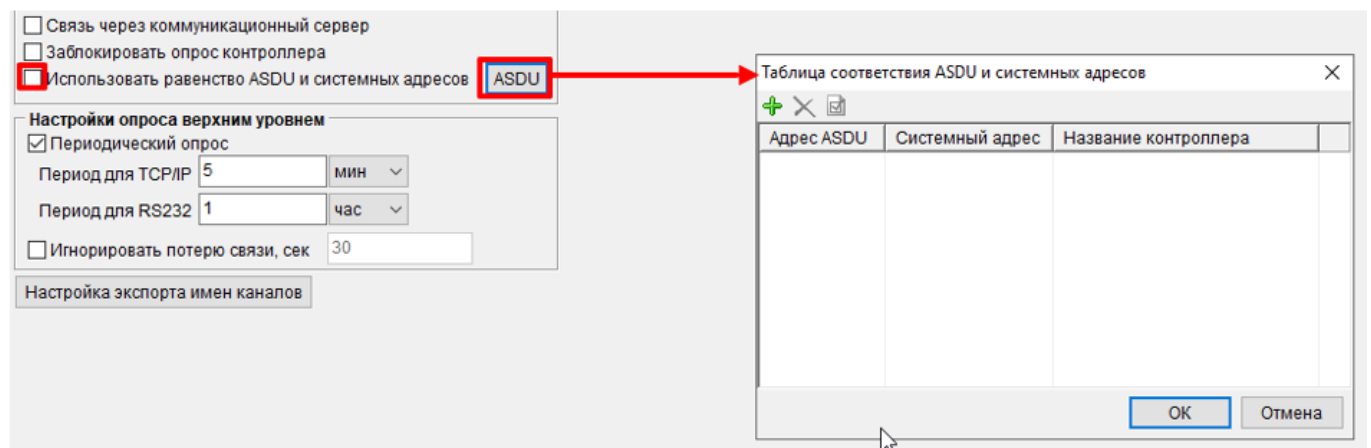 Связь через коммуникационный сервер
Заблокировать опрос контроллера
Использовать равенство ASDU и системных адресов ASDU
Настройки опроса верхним уровнем
Периодический опрос
Период для TCP/IP 5 мин
Период для RS232 1 час
Игнорировать потерю связи, сек 30
Настройка экспорта имен каналов
Таблица соответствия ASDU и системных адресов
Адрес ASDU Системный адрес Название контроллера
OK Отмена